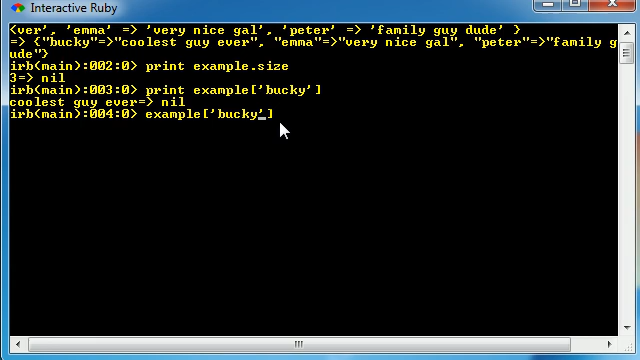 Interactive Ruby
{ver', 'emma' => 'very nice gal', 'peter' => 'family guy dude' }
=> {"bucky"=>"coolest guy ever", "emma"=>"very nice gal", "peter"=>"family guy d
ude"}
irb(main):002:0> print example.size
3=> nil
irb(main):003:0> print example['bucky']
coolest guy ever=> nil
irb(main):004:0> example['bucky']